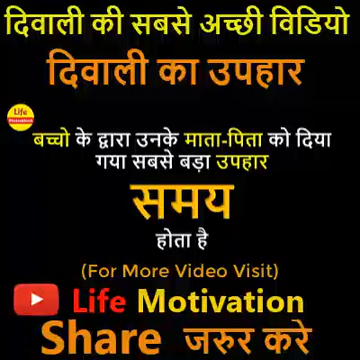 दिवाली की सबसे अच्छी विडियो
दिवाली का उपहार
Life
बच्चो के द्वारा उनके माता-पिता को दिया
गया सबसे बड़ा उपहार
समय
होता है
(For More Video Visit)
Life Motivation
Share जरुर करे